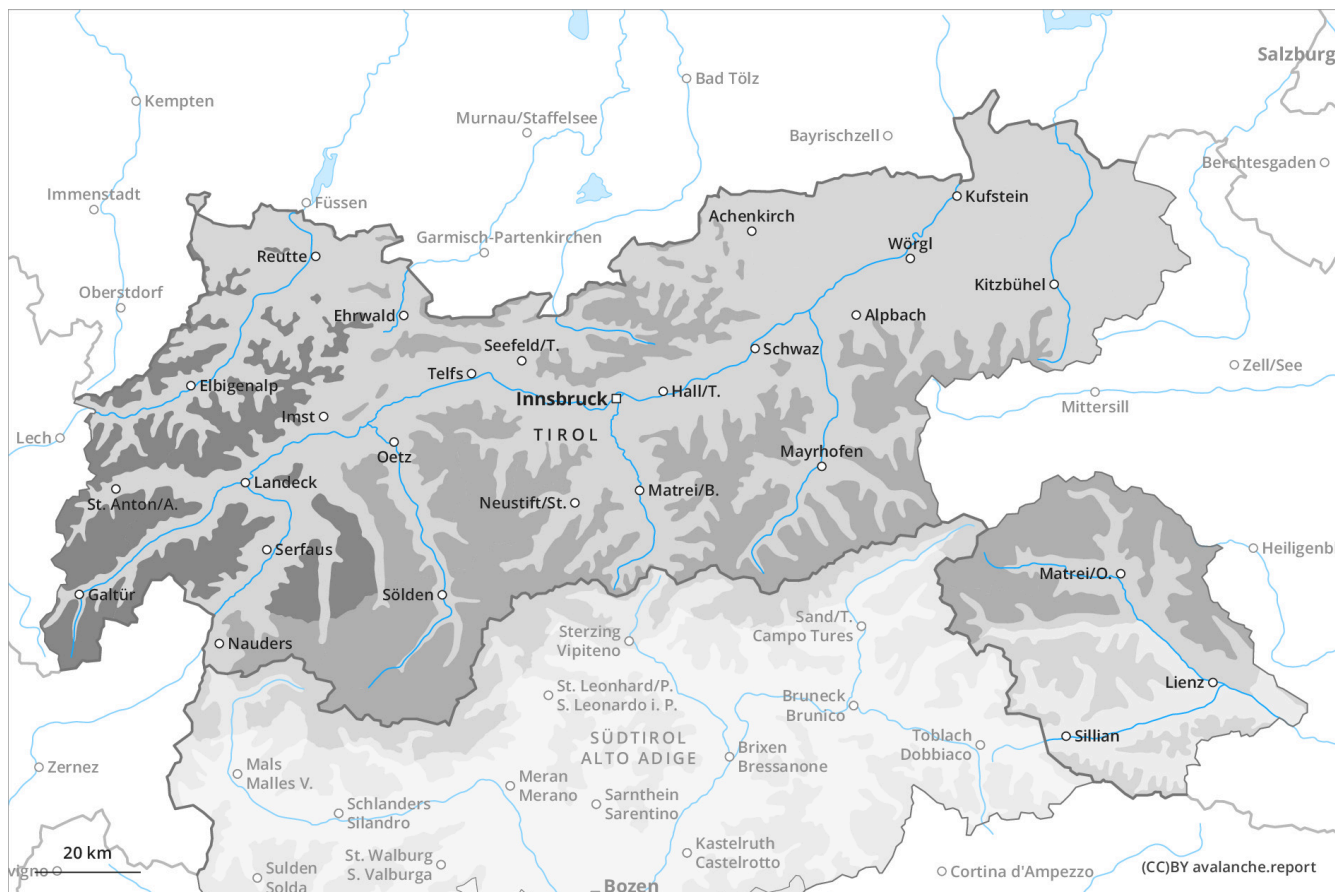 Salzburg
Bad Tölz
Kempten
Murnau/Staffelsee
Bayrischzell
Berchtesgaden
Immenstadt
Füssen
Kufstein
Achenkirch
Garmisch-Partenkirchen
Wörgl
Reutte
Kitzbühel
Oberstdorf
Ehrwald
Alpbach
Seefeld/T.
Schwaz
Zell/See
Telfs
Elbigenalp
Hall/T.
Innsbruck
Mittersill
Imst
TIROL
Lech
Oetz
Mayrhofen
Landeck
Matrei/B.
St. Anton/A.
Neustift/St.
Serfaus
Heiligenb
Matrei/O.
Galtür
Sölden
Sand/T.
Campo Tures
Sterzing
Vipiteno
Nauders
Lienz
St. Leonhard/P.
S. Leonardo i. P.
Bruneck
Brunico
Sillian
SÜDTIROL
ALTO ADIGE
Toblach
Dobbiaco
Brixen
Bressanone
Zernez
Mals
Malles V.
Meran
Merano
Schlanders
Silandro
Sarnthein
Sarentino
Kastelruth
Castelrotto
20 km
St. Walburg
S. Valburga
vigno
Sulden
Solda
Cortina d'Ampezzo
(CC)BY avalanche.report
Bozen